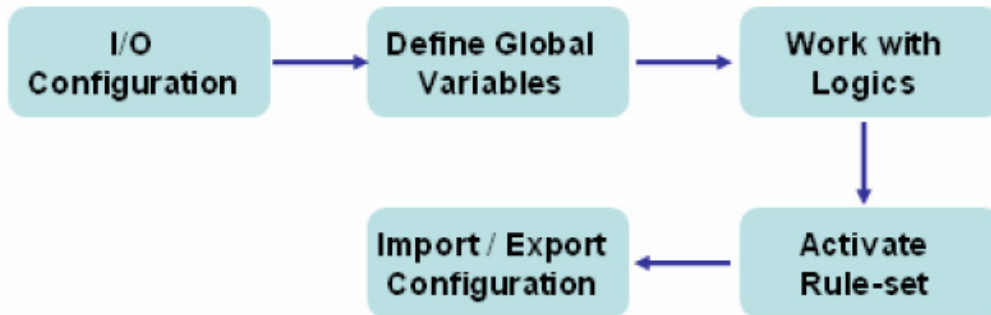 I/O
Configuration
Define Global
Variables
Work with
Logics
Activate
Rule-set
Import / Export
Configuration